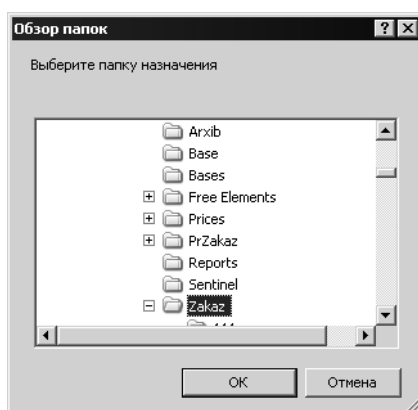 Обзор папок
Выберите папку назначения
Arxib
Base
Bases
Free Elements
Prices
PrZakaz
Reports
Sentinel
Zakaz
OK
Отмена